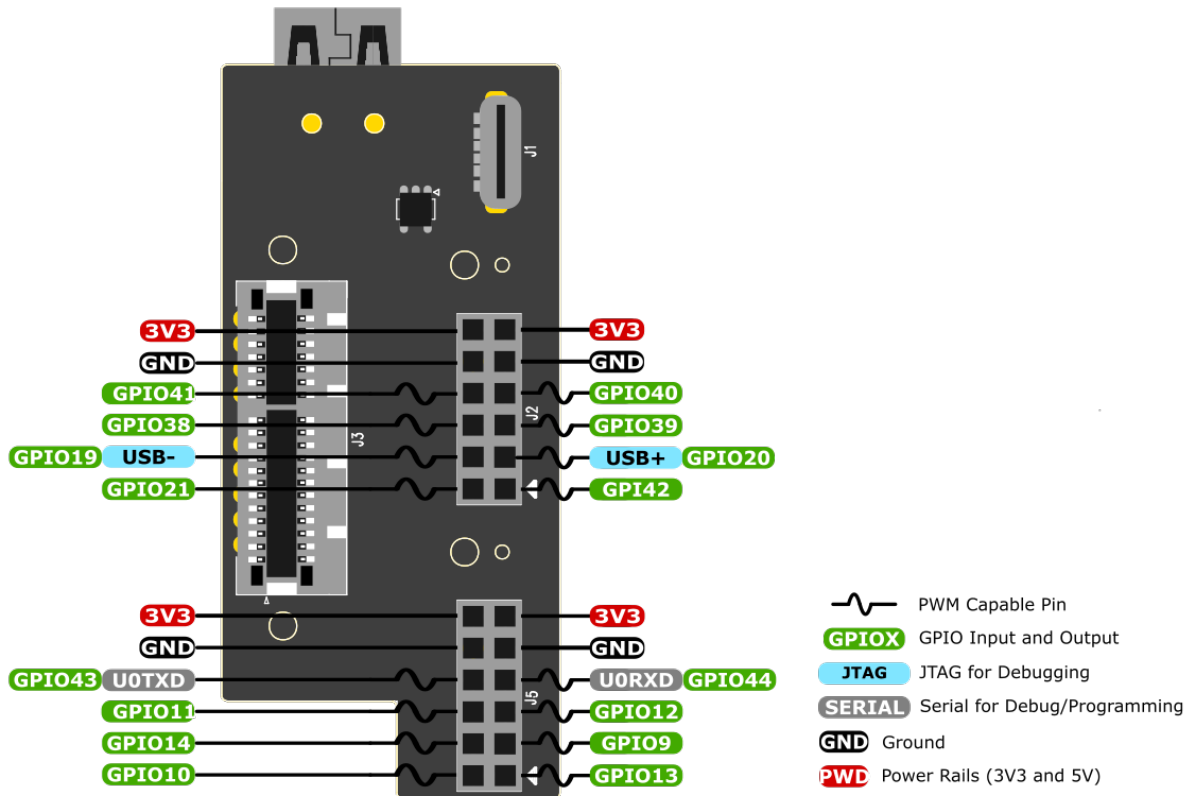 J1
3V3 3V3
GND GND
GPIO41 GPIO40
GPIO38 J2 GPIO39
J3
GPIO19 USB- USB+ GPIO20
GPIO21 GPI42
3V3 3V3
GND GND
GPIO43 U0TXD U0RXD GPIO44
J5
GPIO11 GPIO12
GPIO14 GPIO9
GPIO10 GPIO13
PWM Capable Pin
GPIOX GPIO Input and Output
JTAG JTAG for Debugging
SERIAL Serial for Debug/Programming
GND Ground
PWD Power Rails (3V3 and 5V)